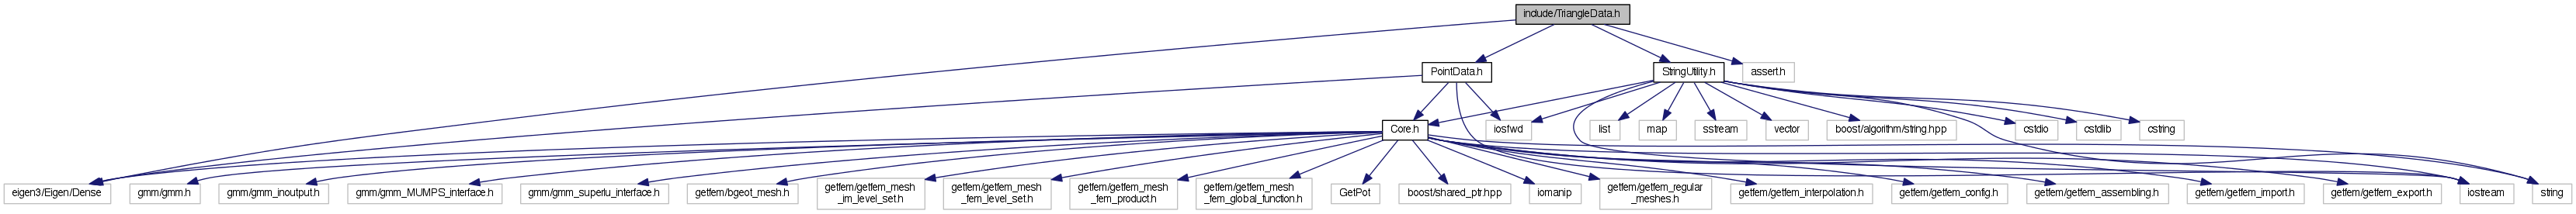 include/TriangleData.h
PointData.h
StringUtility.h
assert.h
Core.h
iosfwd
list
map
sstream
vector
boost/algorithm/string.hpp
cstdio
cstdlib
cstring
eigen3/Eigen/Dense
gmm/gmm.h
gmm/gmm_inoutput.h
gmm/gmm_MUMPS_interface.h
gmm/gmm_superlu_interface.h
getfem/bgeot_mesh.h
getfem/getfem_mesh
_im_level_set.h
getfem/getfem_mesh
_fem_level_set.h
getfem/getfem_mesh
_fem_product.h
getfem/getfem_mesh
_fem_global_function.h
GetPot
boost/shared_ptr.hpp
iomanip
getfem/getfem_regular
_meshes.h
getfem/getfem_interpolation.h
getfem/getfem_config.h
getfem/getfem_assembling.h
getfem/getfem_import.h
getfem/getfem_export.h
iostream
string